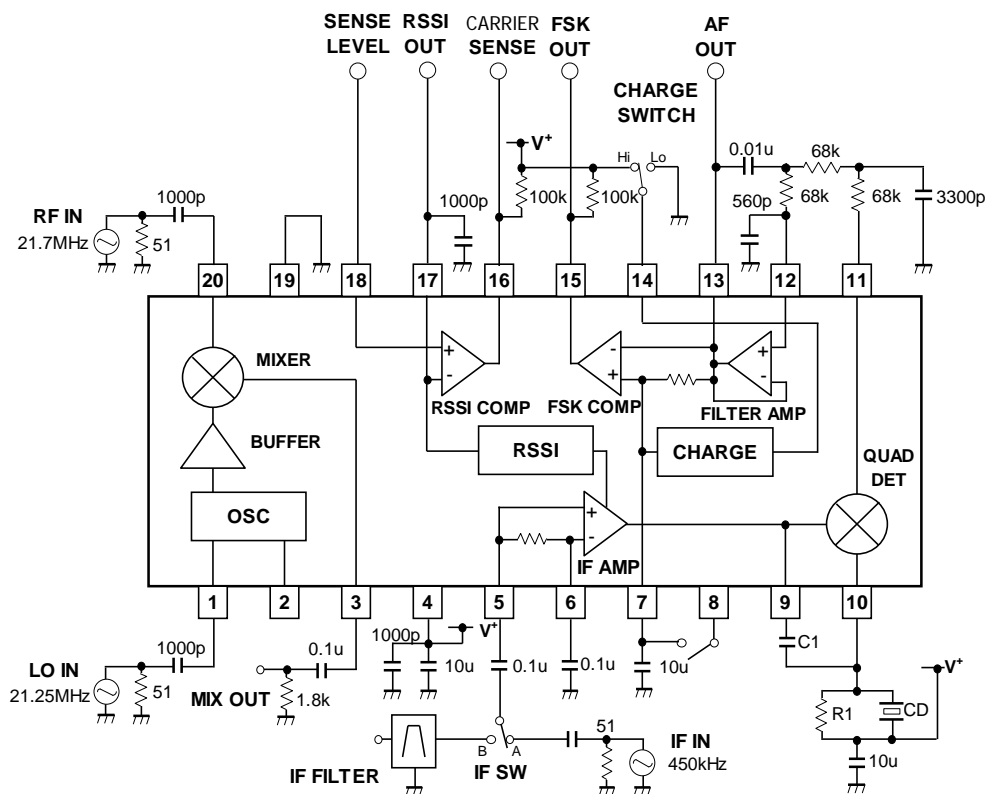 SENSE LEVEL
RSSI OUT
CARRIER SENSE
FSK OUT
AF OUT
CHARGE SWITCH
V+
Hi
Lo
0.01u
68k
RF IN
21.7MHz
1000p
51
1000p
100k
100k
560p
68k
68k
3300p
20
19
18
17
16
15
14
13
12
11
MIXER
+
-
RSSI COMP
-
+
FSK COMP
+
-
FILTER AMP
BUFFER
RSSI
CHARGE
QUAD DET
OSC
+
-
IF AMP
1
2
3
4
5
6
7
8
9
10
LO IN
21.25MHz
1000p
51
MIX OUT
0.1u
1.8k
1000p
10u
V+
0.1u
0.1u
10u
C1
V+
R1
CD
10u
IF FILTER
B
A
IF SW
51
IF IN
450kHz